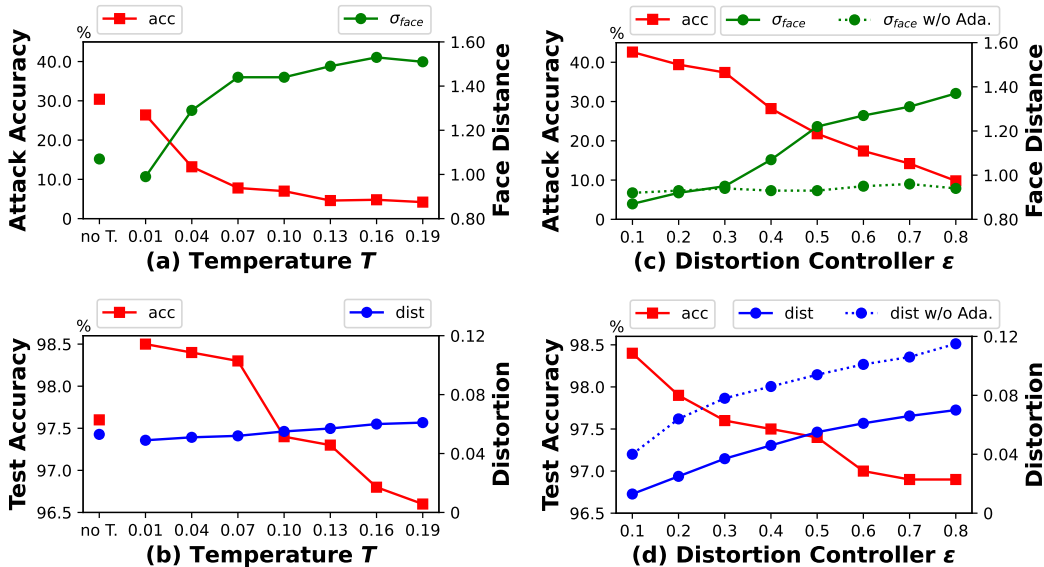 acc
σface
%
Attack Accuracy
40.0
30.0
20.0
10.0
0
1.60
1.40
1.20
1.00
0.80
Face Distance
no T. 0.01 0.04 0.07 0.10 0.13 0.16 0.19
(a) Temperature T
acc
σface
σface w/o Ada.
%
Attack Accuracy
40.0
30.0
20.0
10.0
0
1.60
1.40
1.20
1.00
0.80
Face Distance
0.1 0.2 0.3 0.4 0.5 0.6 0.7 0.8
(c) Distortion Controller ε
acc
dist
%
Test Accuracy
98.5
98.0
97.5
97.0
96.5
0.12
0.08
0.04
0
Distortion
no T. 0.01 0.04 0.07 0.10 0.13 0.16 0.19
(b) Temperature T
acc
dist
dist w/o Ada.
%
Test Accuracy
98.5
98.0
97.5
97.0
96.5
0.12
0.08
0.04
0
Distortion
0.1 0.2 0.3 0.4 0.5 0.6 0.7 0.8
(d) Distortion Controller ε